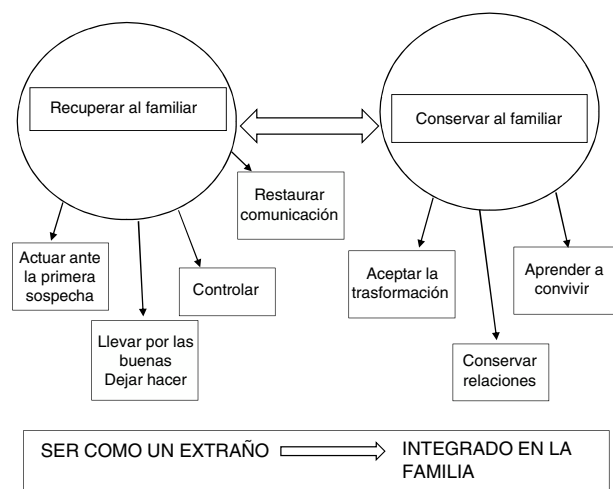 Recuperar al familiar
Conservar al familiar
Restaurar
comunicación
Actuar ante
la primera
sospecha
Controlar
Llevar por las
buenas
Dejar hacer
Aceptar la
trasformación
Aprender a
convivir
Conservar
relaciones
SER COMO UN EXTRAÑO
INTEGRADO EN LA
FAMILIA